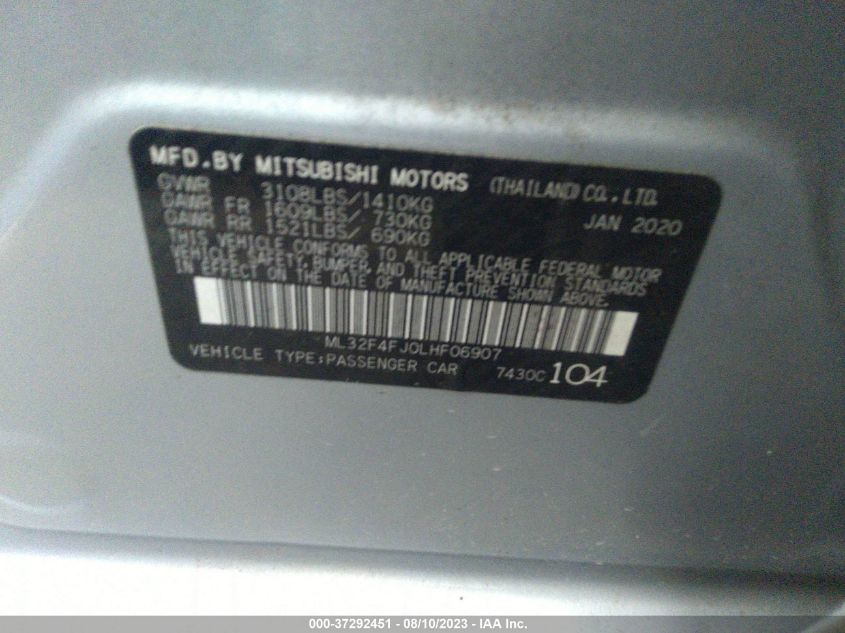 MFD.BY MITSUBISHI MOTORS (THAILAND) CO., LTD.
GVWR 3108LBS/1410KG JAN 2020
GAWR FR 1609LBS/ 730KG
GAWR RR 1521LBS/ 690KG
THIS VEHICLE CONFORMS TO ALL APPLICABLE FEDERAL MOTOR
VEHICLE SAFETY, BUMPER, AND THEFT PREVENTION STANDARDS
IN EFFECT ON THE DATE OF MANUFACTURE SHOWN ABOVE.
ML32F4FJ0LHF06907
VEHICLE TYPE:PASSENGER CAR 7430C 104
000-37292451 - 08/10/2023 - IAA Inc.